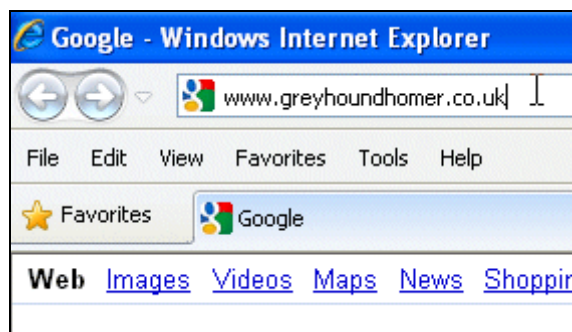 Google - Windows Internet Explorer
www.greyhoundhomer.co.uk
File Edit View Favorites Tools Help
Favorites Google
Web Images Videos Maps News Shoppin